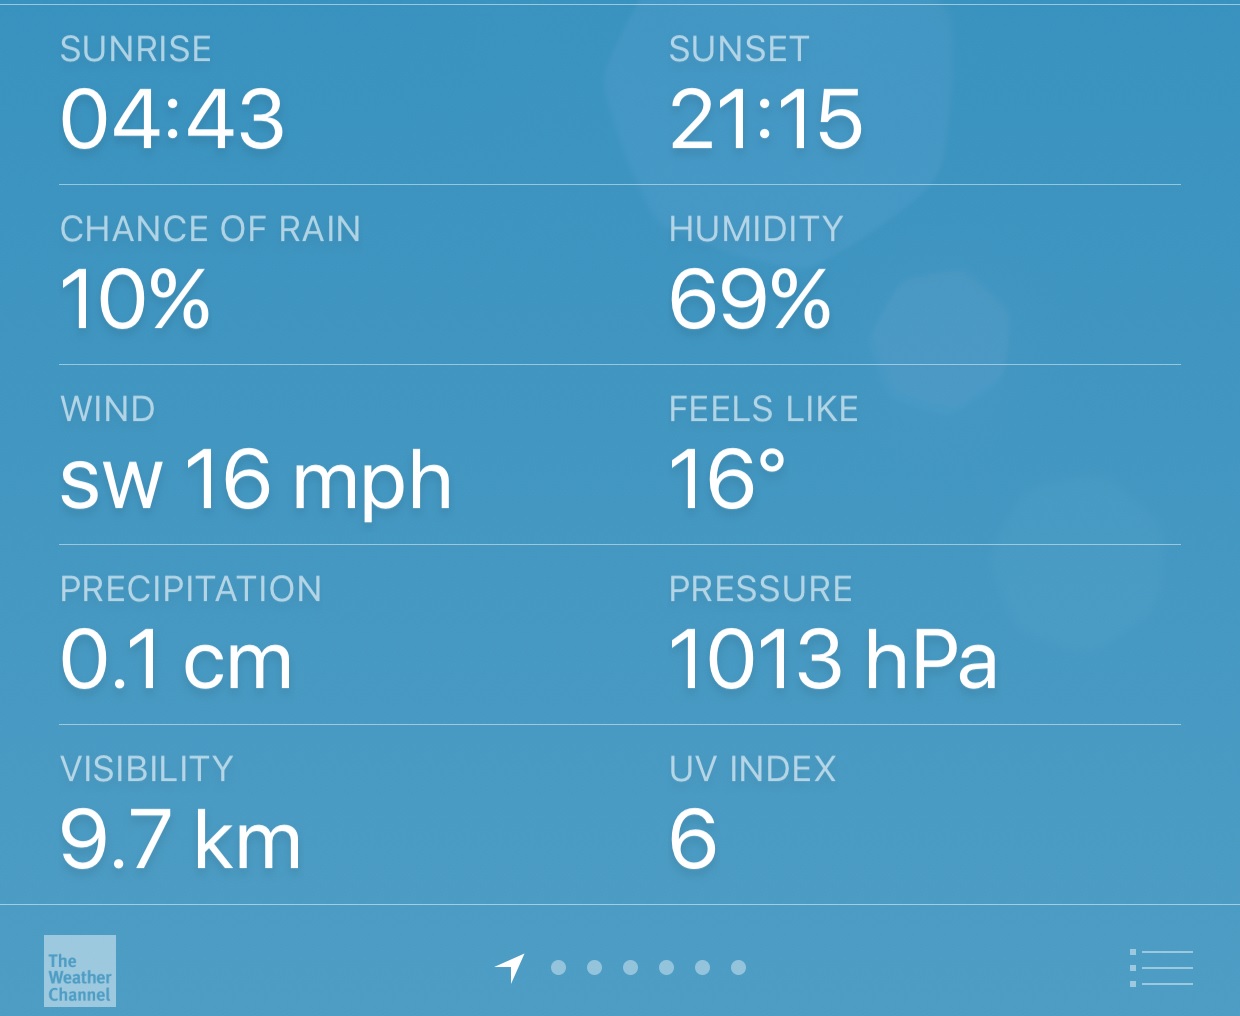 SUNRISE
SUNSET
04:43
21:15
CHANCE OF RAIN
HUMIDITY
10%
69%
WIND
FEELS LIKE
sw 16 mph
16°
PRECIPITATION
PRESSURE
0.1 cm
1013 hPa
VISIBILITY
UV INDEX
9.7 km
6
The
Weather
Channel